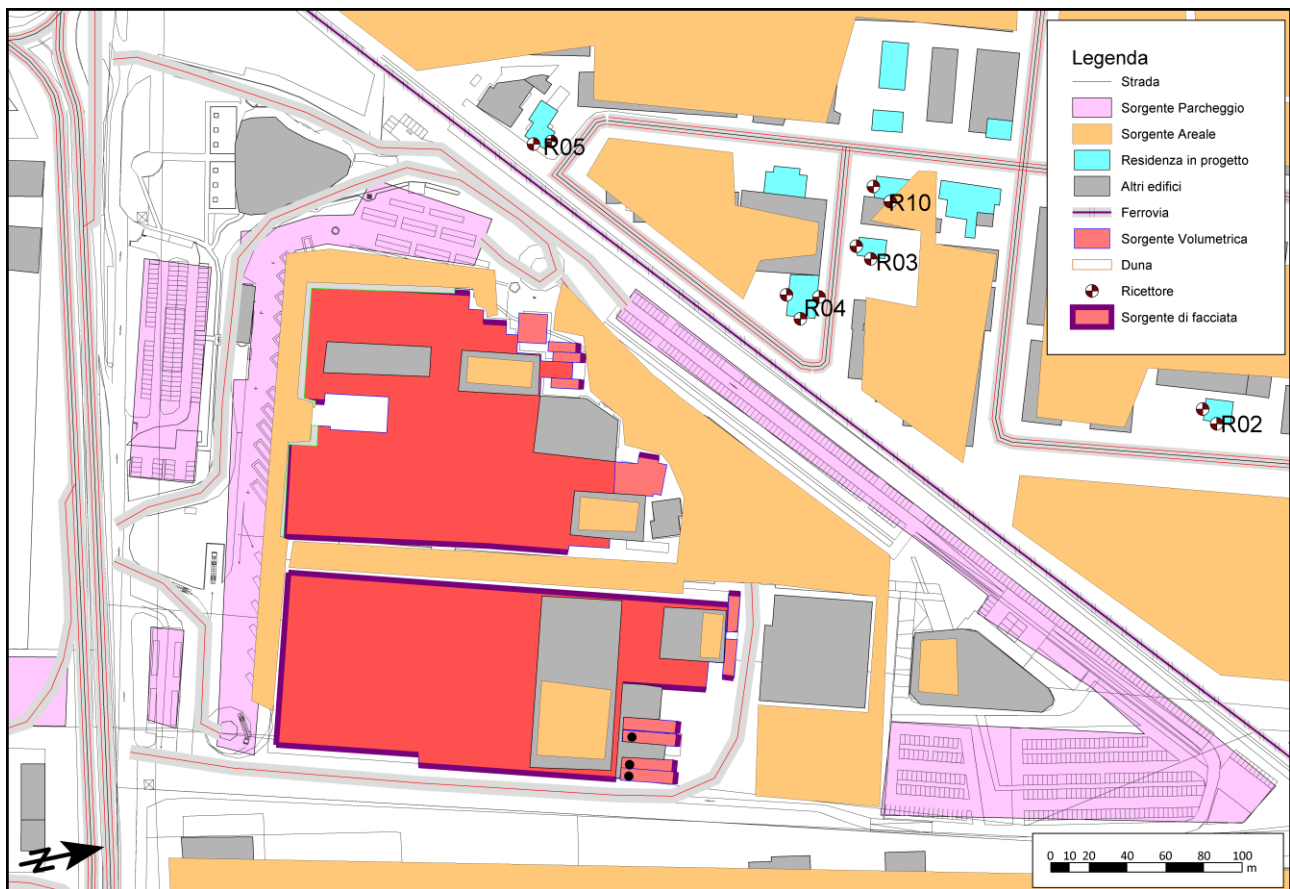 Legenda
Strada
Sorgente Parcheggio
Sorgente Areale
Residenza in progetto
Altri edifici
Ferrovia
Sorgente Volumetrica
Duna
Ricettore
Sorgente di facciata
R05
R10
R03
R04
R02
N
0 10 20 40 60 80 100
m